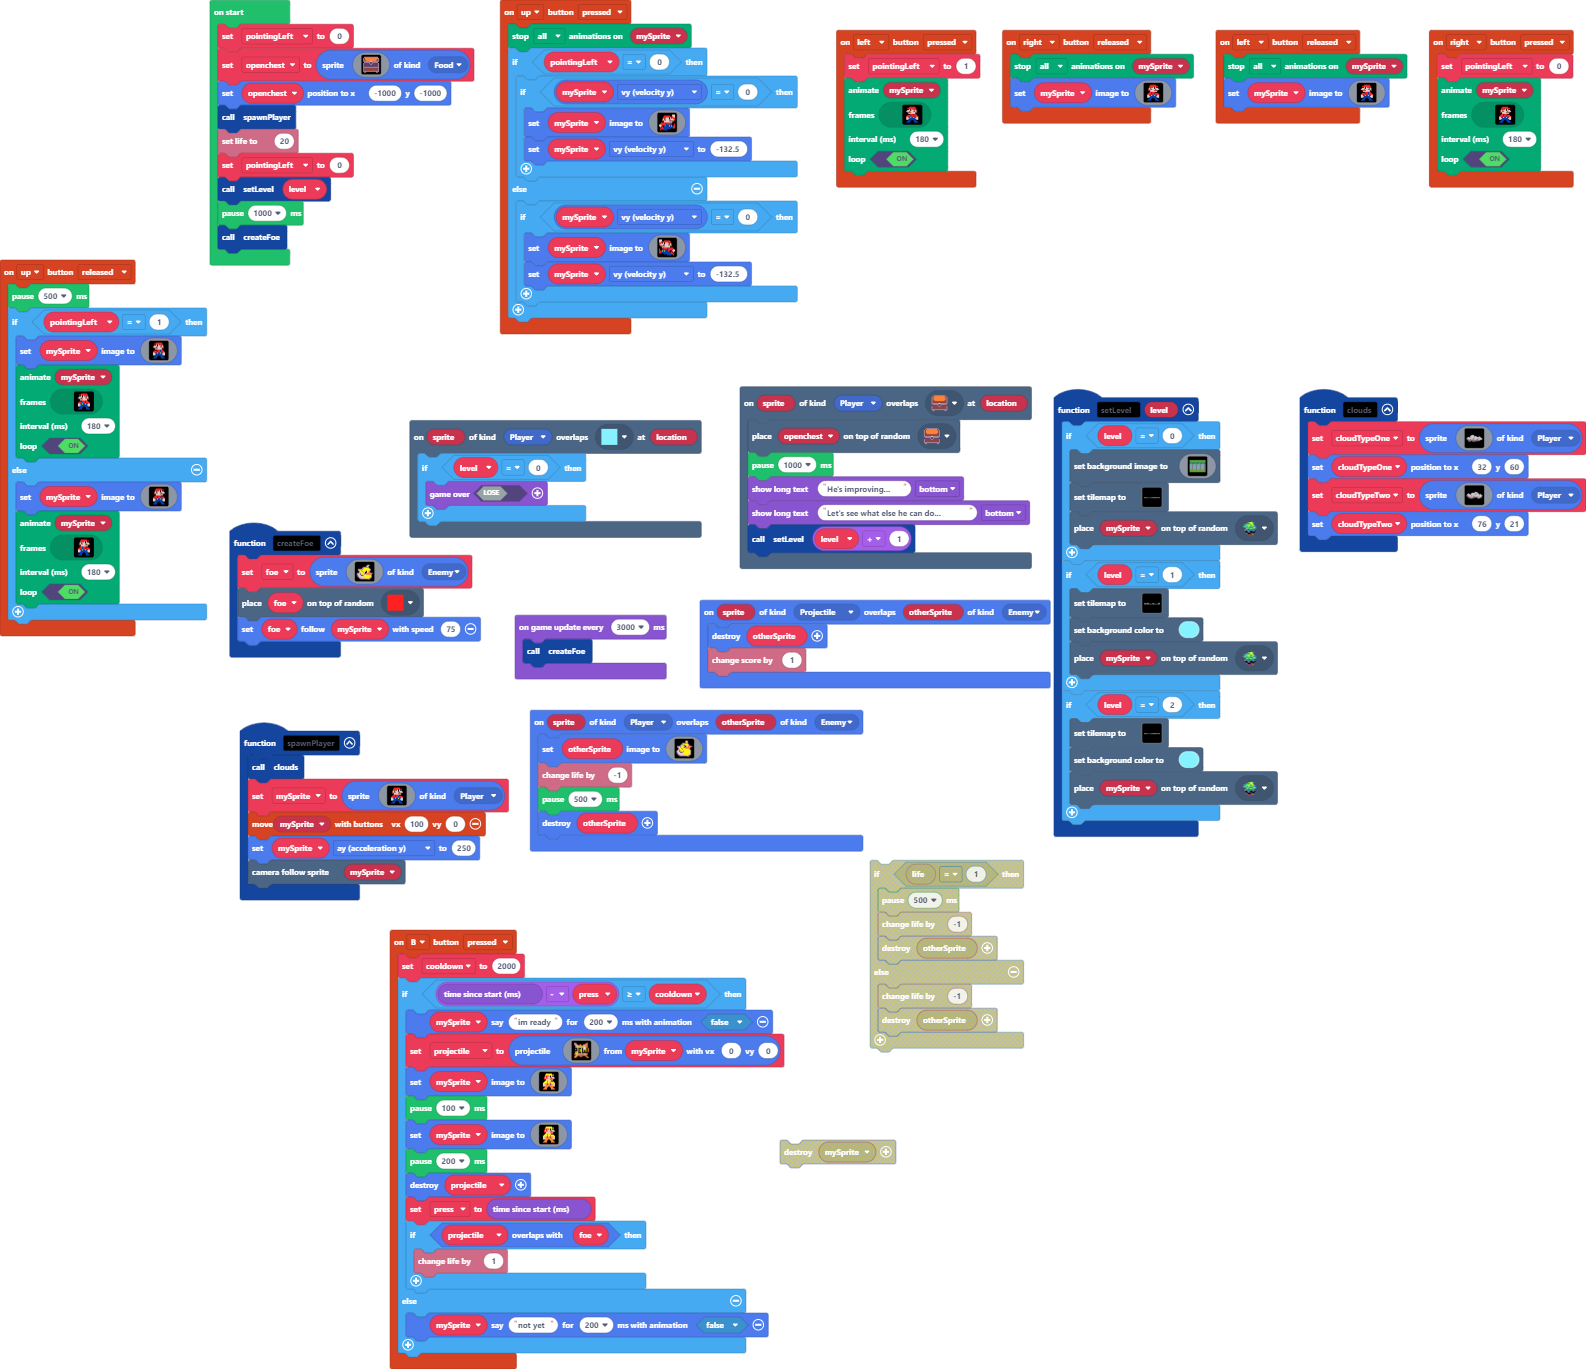 on start
set pointingLeft to 0
set openchest to sprite of kind Food
set openchest position to x -1000 y -1000
call spawnPlayer
set life to 20
set pointingLeft to 0
call setLevel level
pause 1000 ms
call createFoe
on up button pressed
stop all animations on mySprite
if pointingLeft = 0 then
if mySprite vy (velocity y) = 0 then
set mySprite image to
set mySprite vy (velocity y) to -132.5
else
if mySprite vy (velocity y) = 0 then
set mySprite image to
set mySprite vy (velocity y) to -132.5
on left button pressed
set pointingLeft to 1
animate mySprite
frames
interval (ms) 180
loop ON
on right button released
stop all animations on mySprite
set mySprite image to
on left button released
stop all animations on mySprite
set mySprite image to
on right button pressed
set pointingLeft to 0
animate mySprite
frames
interval (ms) 180
loop ON
on up button released
pause 500 ms
if pointingLeft = 1 then
set mySprite image to
animate mySprite
frames
interval (ms) 180
loop ON
else
set mySprite image to
animate mySprite
frames
interval (ms) 180
loop ON
on sprite of kind Player overlaps at location
if level = 0 then
game over LOSE
on sprite of kind Player overlaps at location
place openchest on top of random
pause 1000 ms
show long text "He's improving..." bottom
show long text "Let's see what else he can do..." bottom
call setLevel level + 1
function setLevel level
if level = 0 then
set background image to
set tilemap to
place mySprite on top of random
if level = 1 then
set tilemap to
set background color to
place mySprite on top of random
if level = 2 then
set tilemap to
set background color to
place mySprite on top of random
function clouds
set cloudTypeOne to sprite of kind Player
set cloudTypeOne position to x 32 y 60
set cloudTypeTwo to sprite of kind Player
set cloudTypeTwo position to x 76 y 21
function createFoe
set foe to sprite of kind Enemy
place foe on top of random
set foe follow mySprite with speed 75
on game update every 3000 ms
call createFoe
on sprite of kind Projectile overlaps otherSprite of kind Enemy
destroy otherSprite
change score by 1
function spawnPlayer
call clouds
set mySprite to sprite of kind Player
move mySprite with buttons vx 100 vy 0
set mySprite ay (acceleration y) to 250
camera follow sprite mySprite
on sprite of kind Player overlaps otherSprite of kind Enemy
set otherSprite image to
change life by -1
pause 500 ms
destroy otherSprite
if life = 1 then
pause 500 ms
change life by -1
destroy otherSprite
else
change life by -1
destroy otherSprite
on B button pressed
set cooldown to 2000
if time since start (ms) - press ≥ cooldown then
mySprite say "im ready" for 200 ms with animation false
set projectile to projectile PEW from mySprite with vx 0 vy 0
set mySprite image to
pause 100 ms
set mySprite image to
pause 200 ms
destroy projectile
set press to time since start (ms)
if projectile overlaps with foe then
change life by 1
else
mySprite say "not yet" for 200 ms with animation false
destroy mySprite